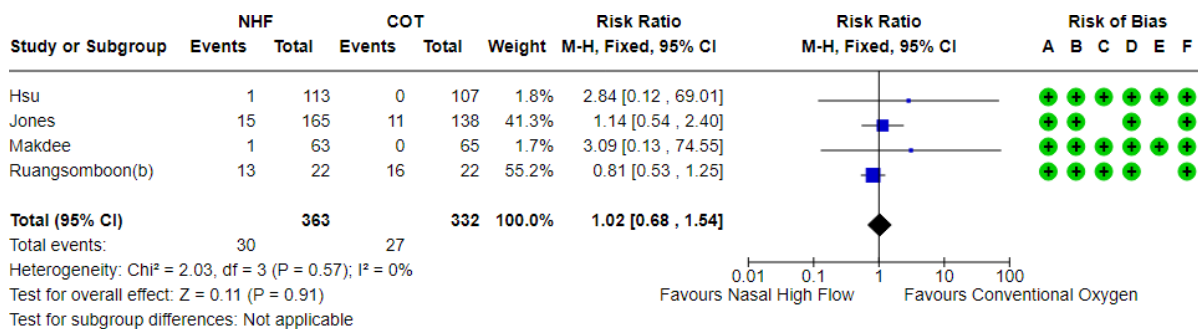 NHF COT Risk Ratio Risk Ratio Risk of Bias
Study or Subgroup Events Total Events Total Weight M-H, Fixed, 95% CI M-H, Fixed, 95% CI A B C D E F
Hsu 1 113 0 107 1.8% 2.84 [0.12 , 69.01] + + + + + +
Jones 15 165 11 138 41.3% 1.14 [0.54 , 2.40] + + + +
Makdee 1 63 0 65 1.7% 3.09 [0.13 , 74.55] + + + + + +
Ruangsomboon(b) 13 22 16 22 55.2% 0.81 [0.53 , 1.25] + + + + +
Total (95% CI) 363 332 100.0% 1.02 [0.68 , 1.54]
Total events: 30 27
Heterogeneity: Chi² = 2.03, df = 3 (P = 0.57); I² = 0%
Test for overall effect: Z = 0.11 (P = 0.91)
Test for subgroup differences: Not applicable
0.01 0.1 1 10 100
Favours Nasal High Flow Favours Conventional Oxygen